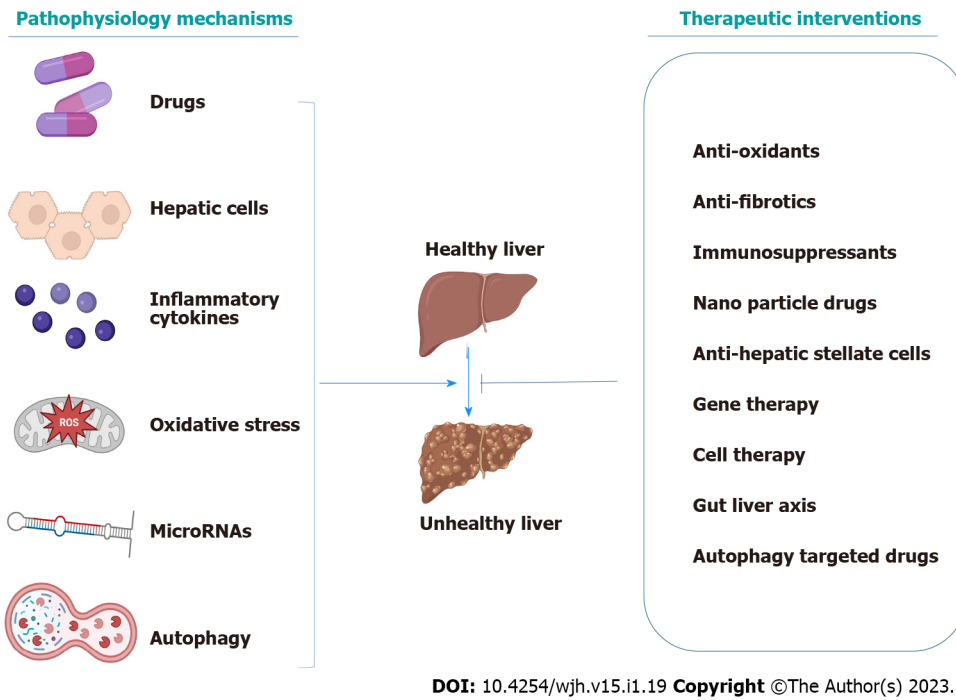 Pathophysiology mechanisms
Drugs
Hepatic cells
Inflammatory
cytokines
ROS
Oxidative stress
MicroRNAs
Autophagy
Healthy liver
Unhealthy liver
Therapeutic interventions
Anti-oxidants
Anti-fibrotics
Immunosuppressants
Nano particle drugs
Anti-hepatic stellate cells
Gene therapy
Cell therapy
Gut liver axis
Autophagy targeted drugs
DOI: 10.4254/wjh.v15.i1.19 Copyright ©The Author(s) 2023.